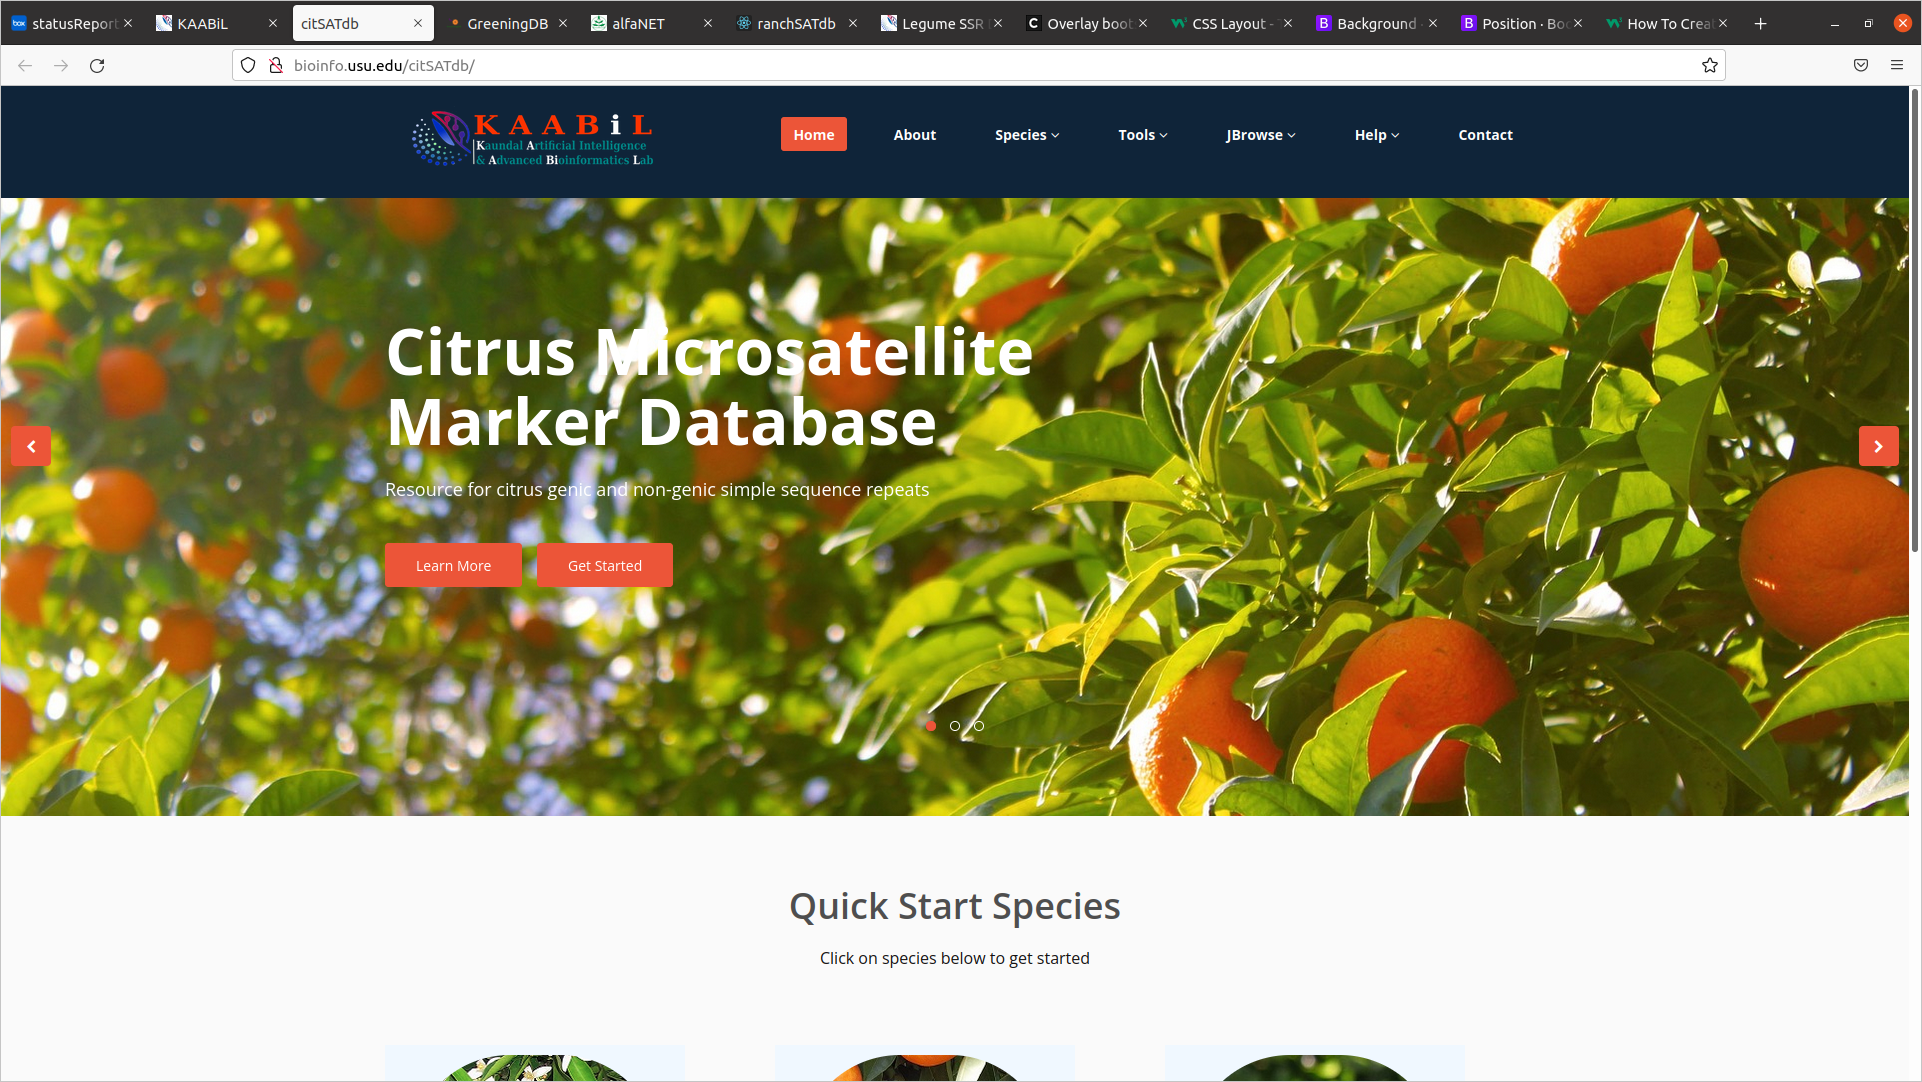 statusReport
KAABiL
citSATdb
GreeningDB
alfaNET
ranchSATdb
Legume SSR
Overlay boot
CSS Layout -
Background
Position · Bo
How To Crea
bioinfo.usu.edu/citSATdb/
KAABiL
Kaundal Artificial Intelligence
& Advanced Bioinformatics Lab
Home
About
Species
Tools
JBrowse
Help
Contact
Citrus Microsatellite
Marker Database
Resource for citrus genic and non-genic simple sequence repeats
Learn More
Get Started
Quick Start Species
Click on species below to get started